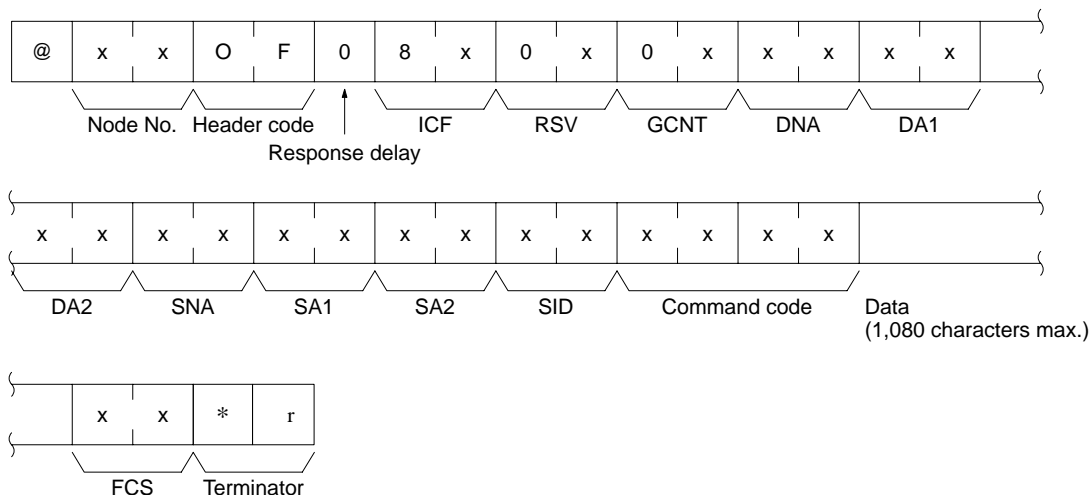 @ x x O F 0 8 x 0 x 0 x x x x x
Node No. Header code ICF RSV GCNT DNA DA1
Response delay
x x x x x x x x x x x x x x
DA2 SNA SA1 SA2 SID Command code Data
(1,080 characters max.)
x x * r
FCS Terminator